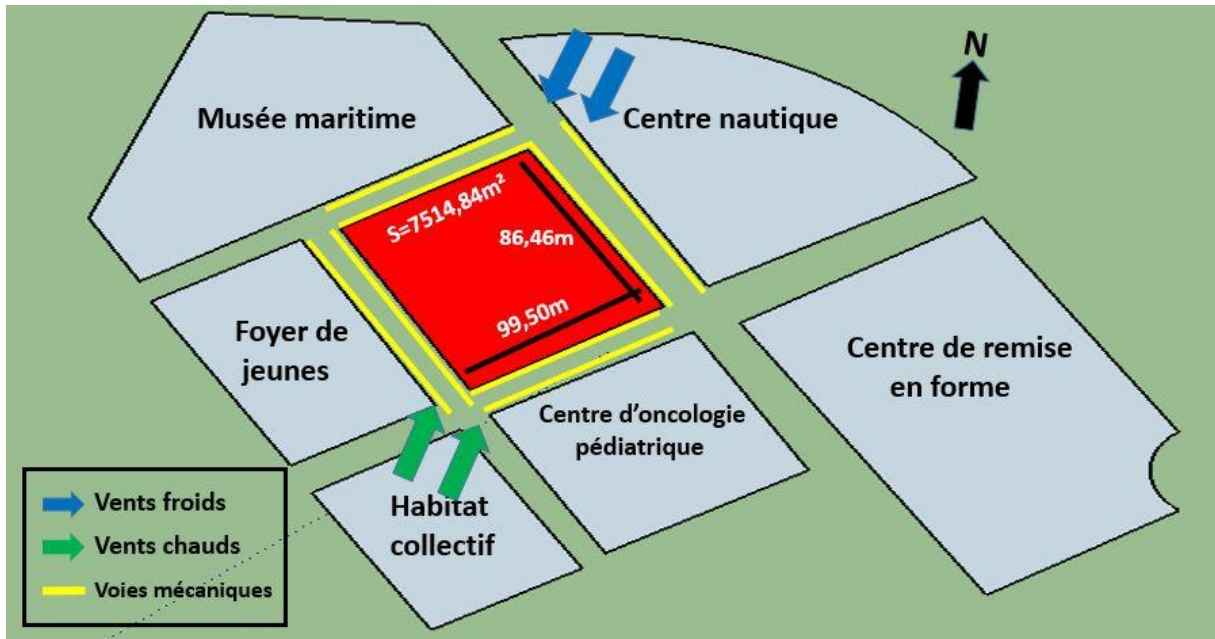 N
Musée maritime
Centre nautique
S=7514,84m²
86,46m
99,50m
Foyer de
jeunes
Centre de remise
en forme
Centre d'oncologie
pédiatrique
Habitat
collectif
Vents froids
Vents chauds
Voies mécaniques